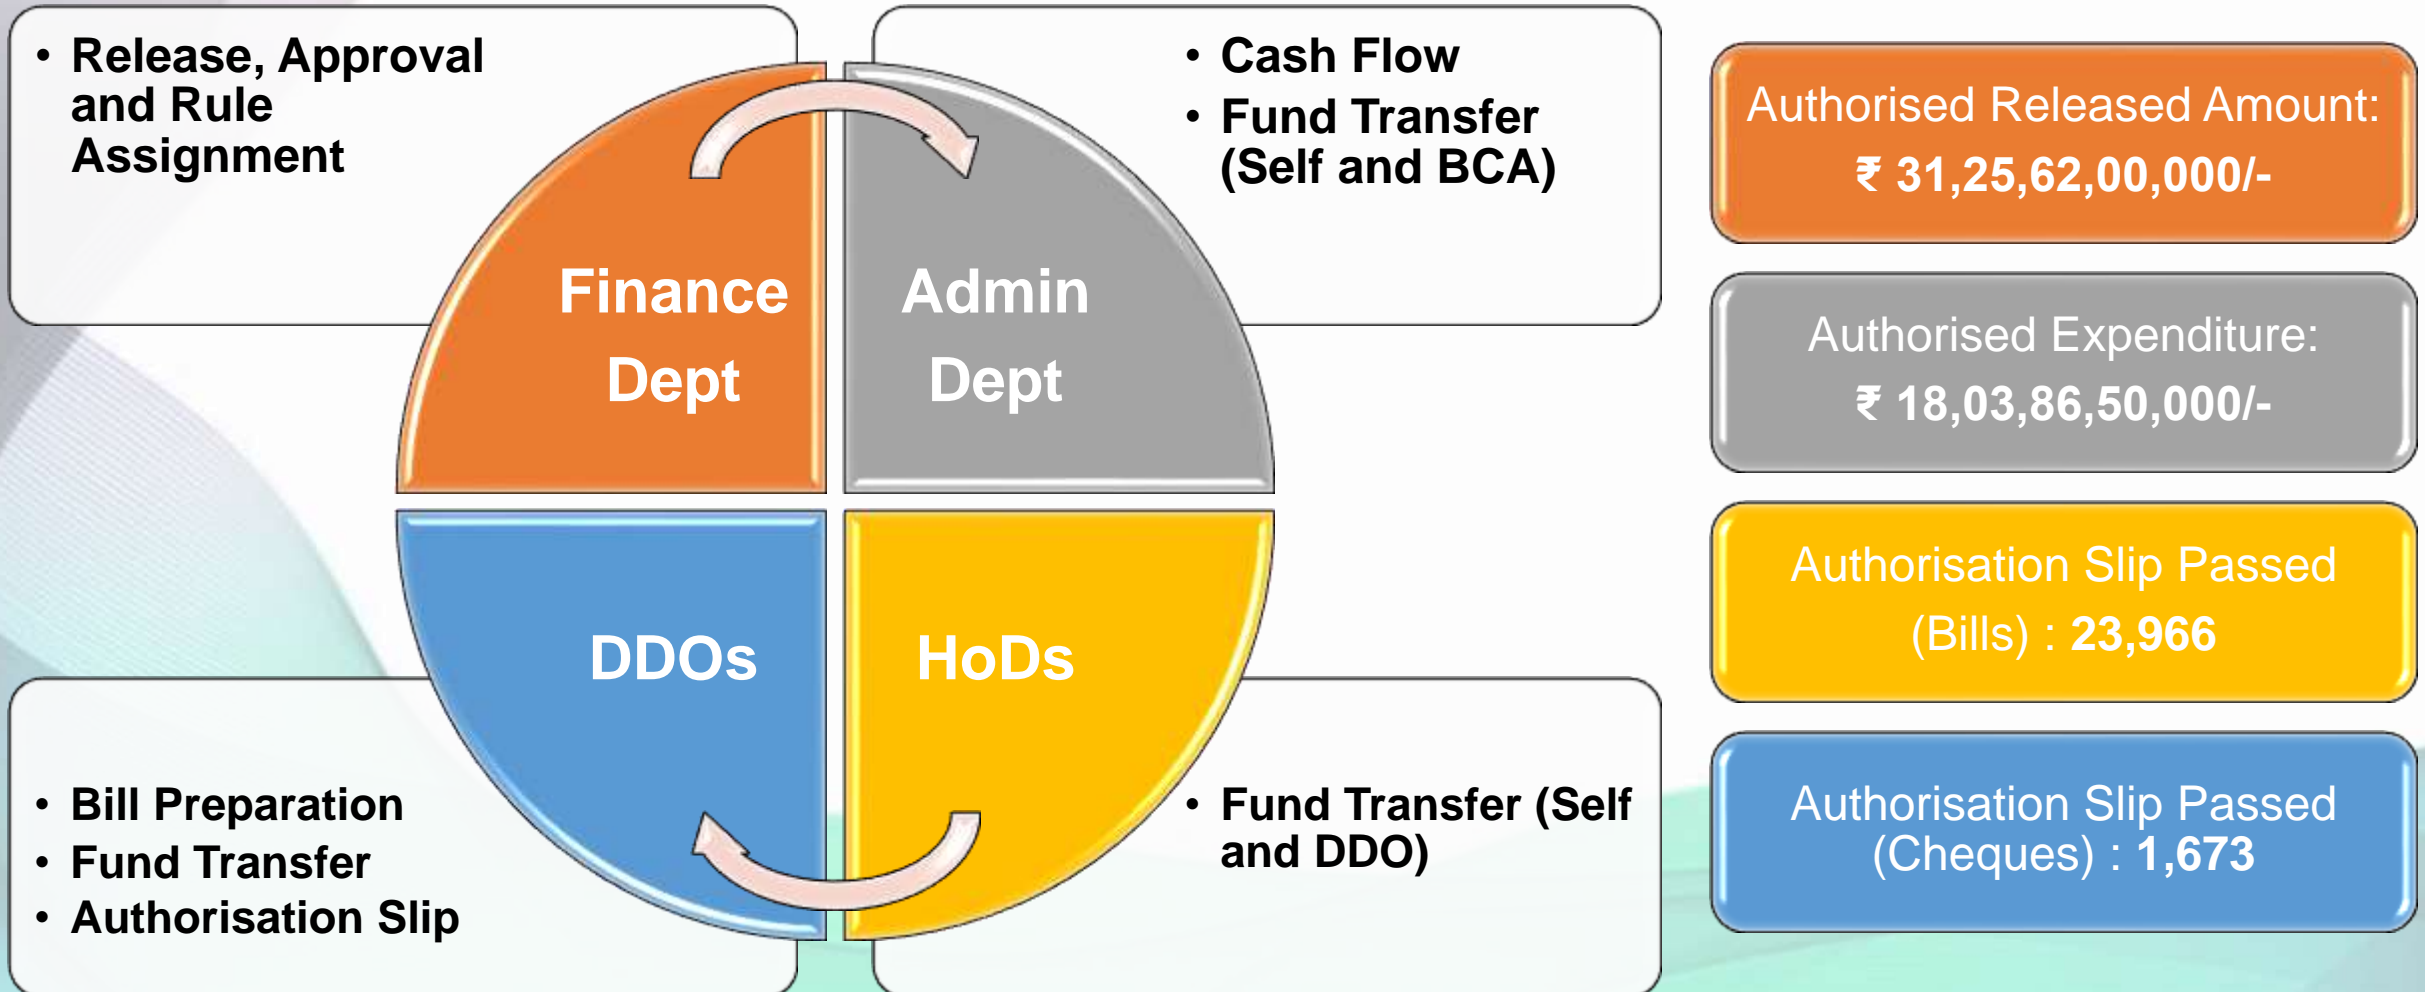 • Release, Approval
and Rule
Assignment
• Cash Flow
• Fund Transfer
(Self and BCA)
Finance
Dept
Admin
Dept
DDOs
HoDs
• Bill Preparation
• Fund Transfer
• Authorisation Slip
• Fund Transfer (Self
and DDO)
Authorised Released Amount:
₹ 31,25,62,00,000/-
Authorised Expenditure:
₹ 18,03,86,50,000/-
Authorisation Slip Passed
(Bills) : 23,966
Authorisation Slip Passed
(Cheques) : 1,673